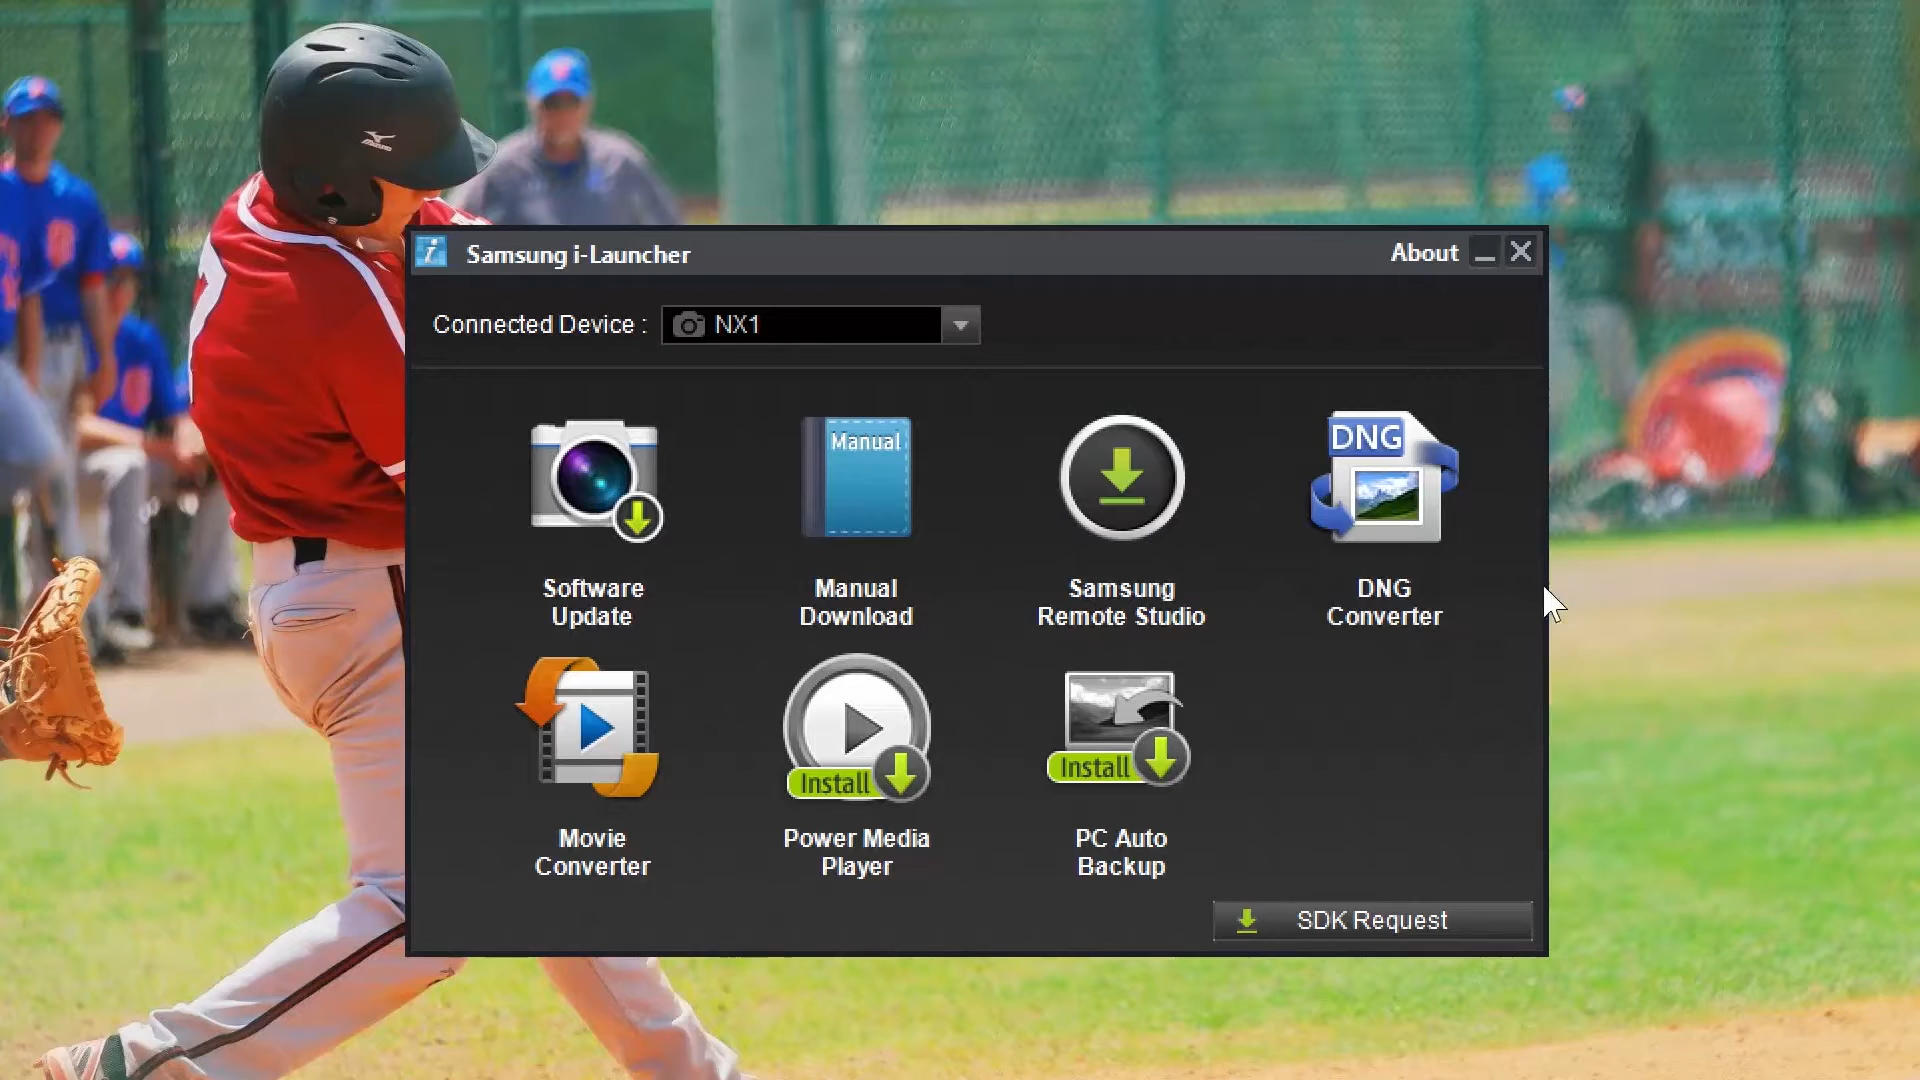 Samsung i-Launcher
About
Connected Device :
NX1
Manual
DNG
Software
Update
Manual
Download
Samsung
Remote Studio
DNG
Converter
Install
Install
Movie
Converter
Power Media
Player
PC Auto
Backup
SDK Request